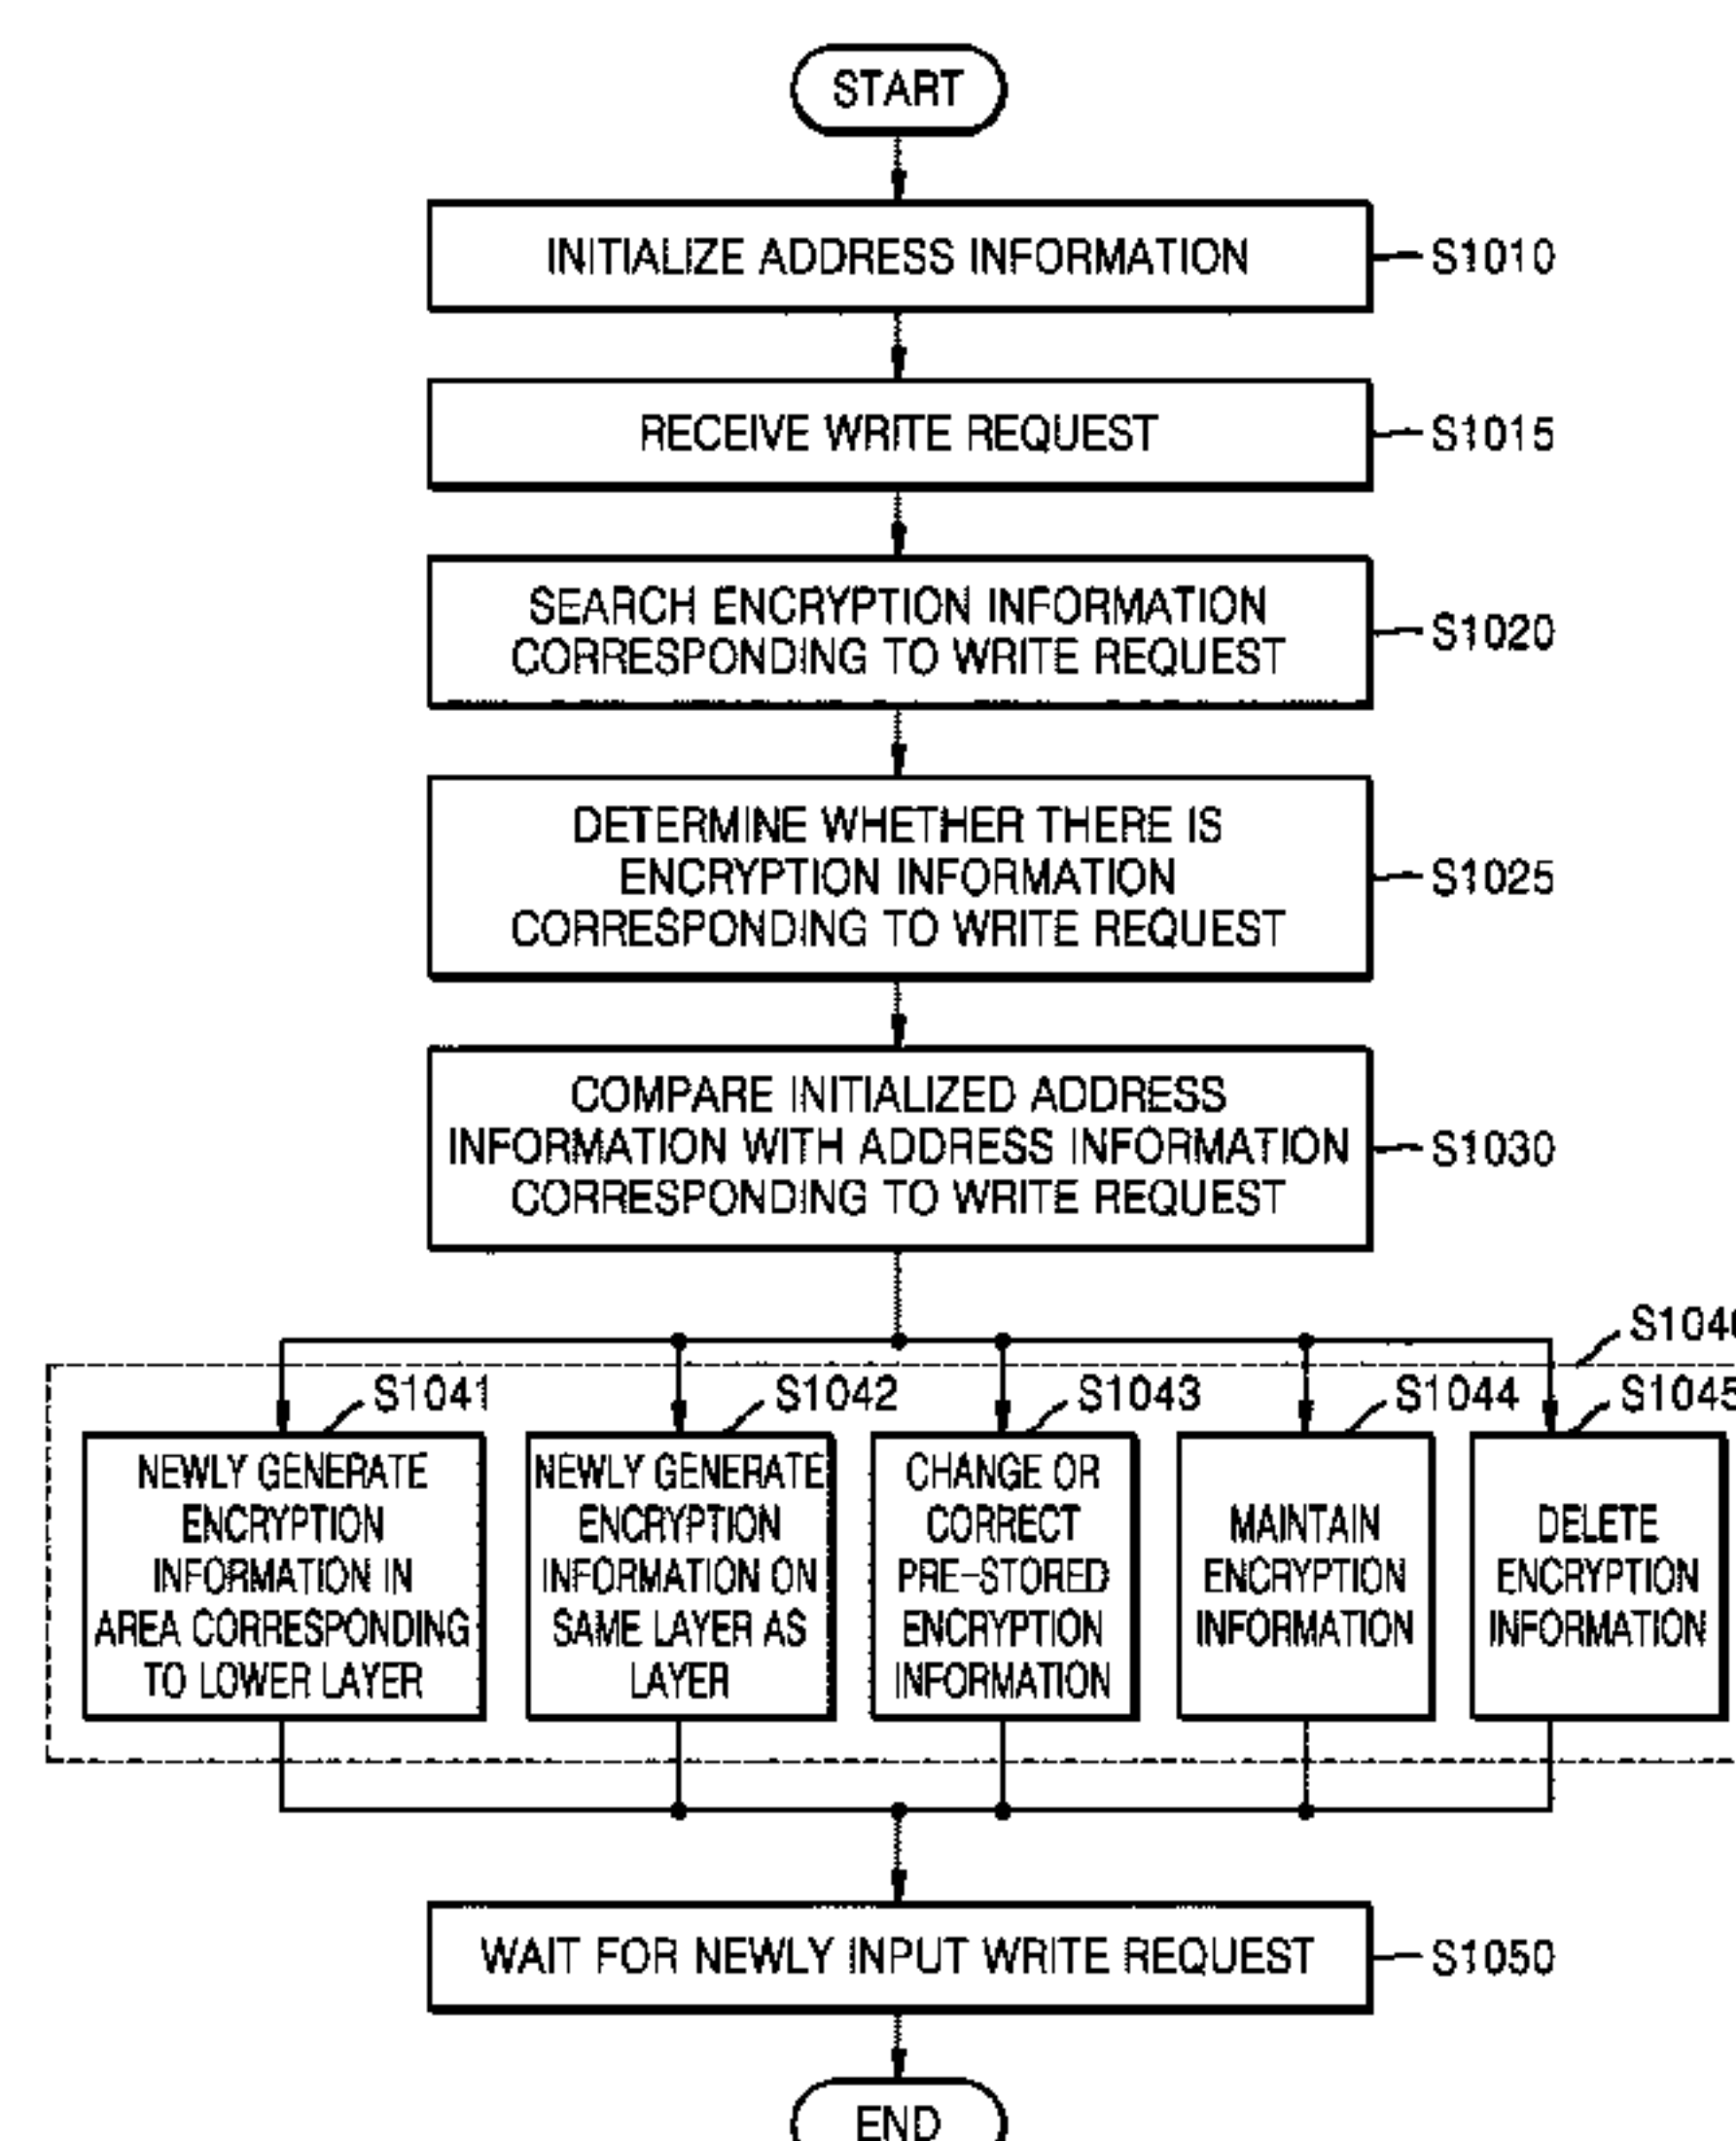 START
INITIALIZE ADDRESS INFORMATION
S1010
RECEIVE WRITE REQUEST
S1015
SEARCH ENCRYPTION INFORMATION
CORRESPONDING TO WRITE REQUEST
S1020
DETERMINE WHETHER THERE IS
ENCRYPTION INFORMATION
CORRESPONDING TO WRITE REQUEST
S1025
COMPARE INITIALIZED ADDRESS
INFORMATION WITH ADDRESS INFORMATION
CORRESPONDING TO WRITE REQUEST
S1030
S1040
S1041
NEWLY GENERATE
ENCRYPTION
INFORMATION IN
AREA CORRESPONDING
TO LOWER LAYER
S1042
NEWLY GENERATE
ENCRYPTION
INFORMATION ON
SAME LAYER AS
LAYER
S1043
CHANGE OR
CORRECT
PRE-STORED
ENCRYPTION
INFORMATION
S1044
MAINTAIN
ENCRYPTION
INFORMATION
S1045
DELETE
ENCRYPTION
INFORMATION
WAIT FOR NEWLY INPUT WRITE REQUEST
S1050
END